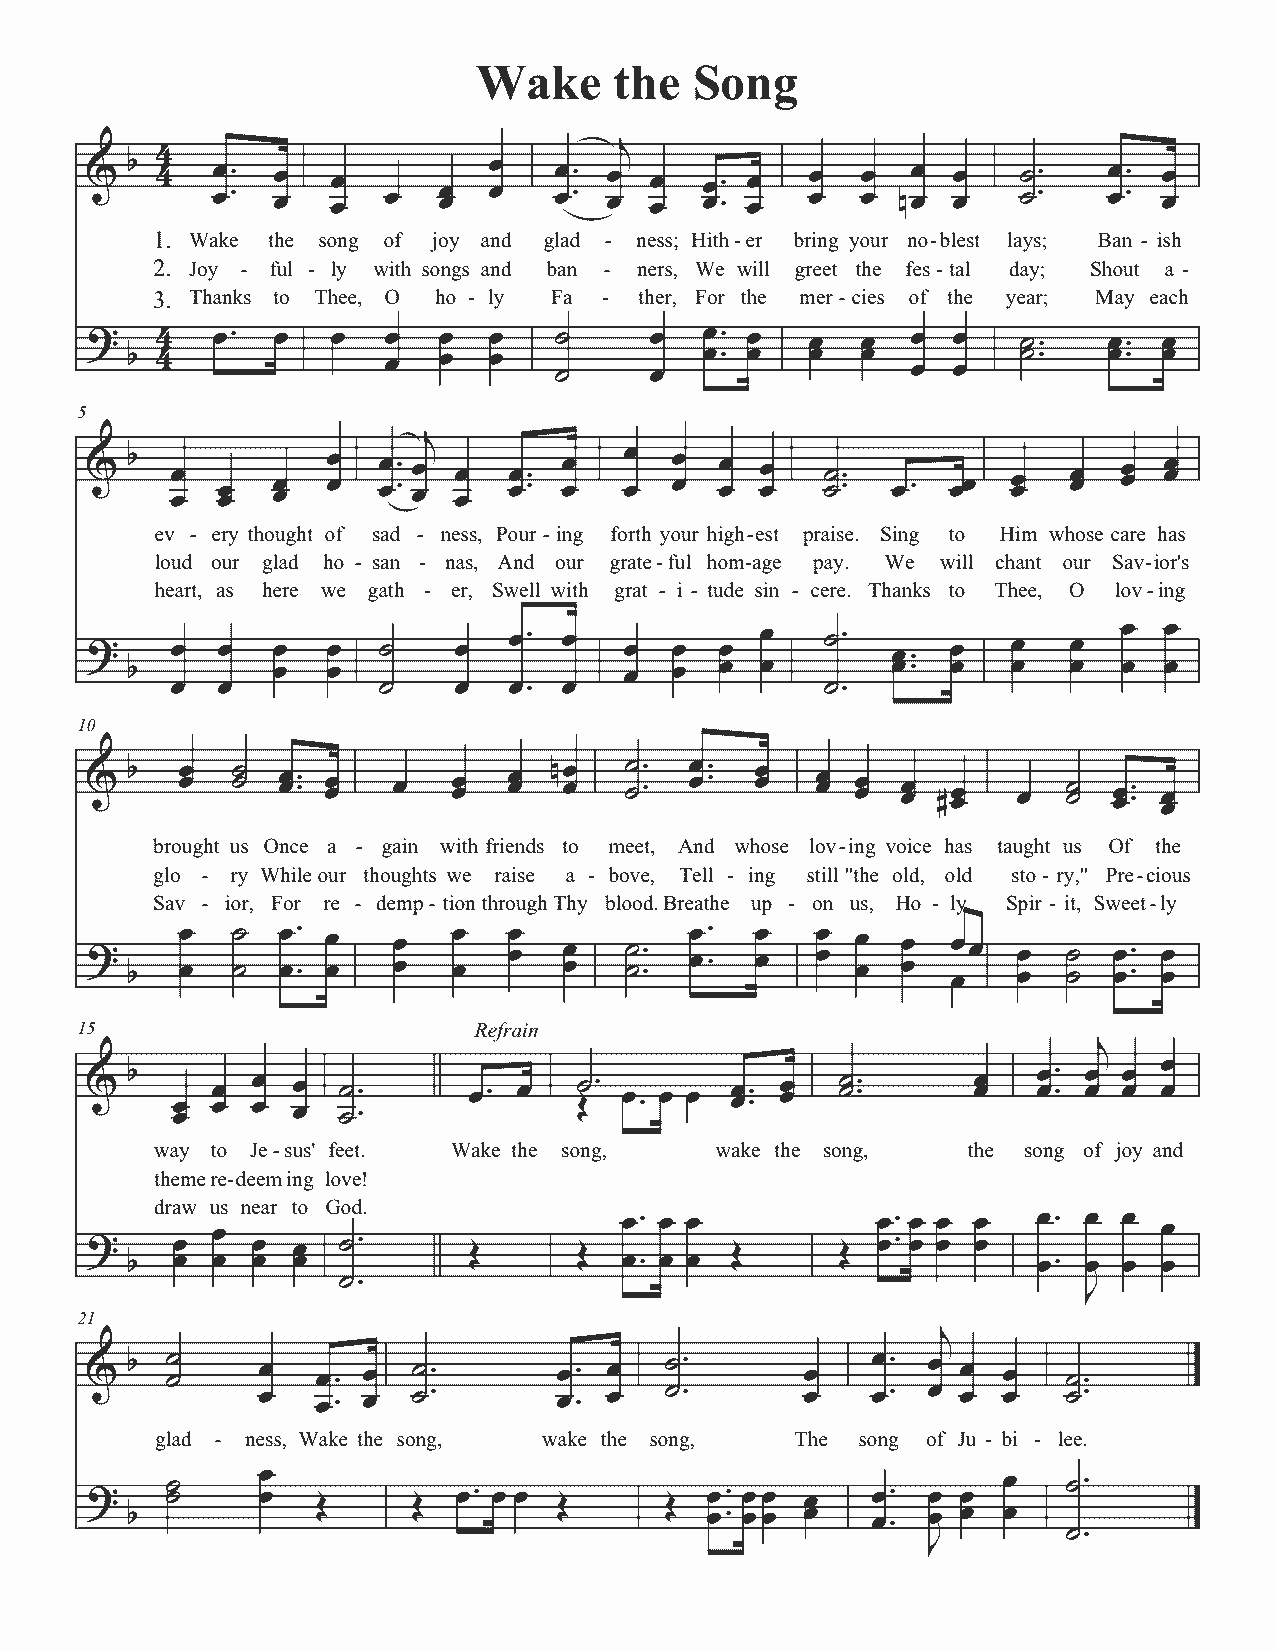 Wake the Song
1. Wake the song of joy and glad - ness; Hith - er bring your no - blest lays; Ban - ish
2. Joy - ful - ly with songs and ban - ners, We will greet the fes - tal day; Shout a -
3. Thanks to Thee, O ho - ly Fa - ther, For the mer - cies of the year; May each
5
ev - ery thought of sad - ness, Pour - ing forth your high - est praise. Sing to Him whose care has
loud our glad ho - san - nas, And our grate - ful hom-age pay. We will chant our Sav-ior's
heart, as here we gath - er, Swell with grat - i - tude sin - cere. Thanks to Thee, O lov - ing
10
brought us Once a - gain with friends to meet, And whose lov - ing voice has taught us Of the
glo - ry While our thoughts we raise a - bove, Tell - ing still "the old, old sto - ry," Pre - cious
Sav - ior, For re - demp - tion through Thy blood. Breathe up - on us, Ho - ly Spir - it, Sweet - ly
15
Refrain
way to Je - sus' feet. Wake the song, wake the song, the song of joy and
theme re-deem ing love!
draw us near to God.
21
glad - ness, Wake the song, wake the song, The song of Ju - bi - lee.